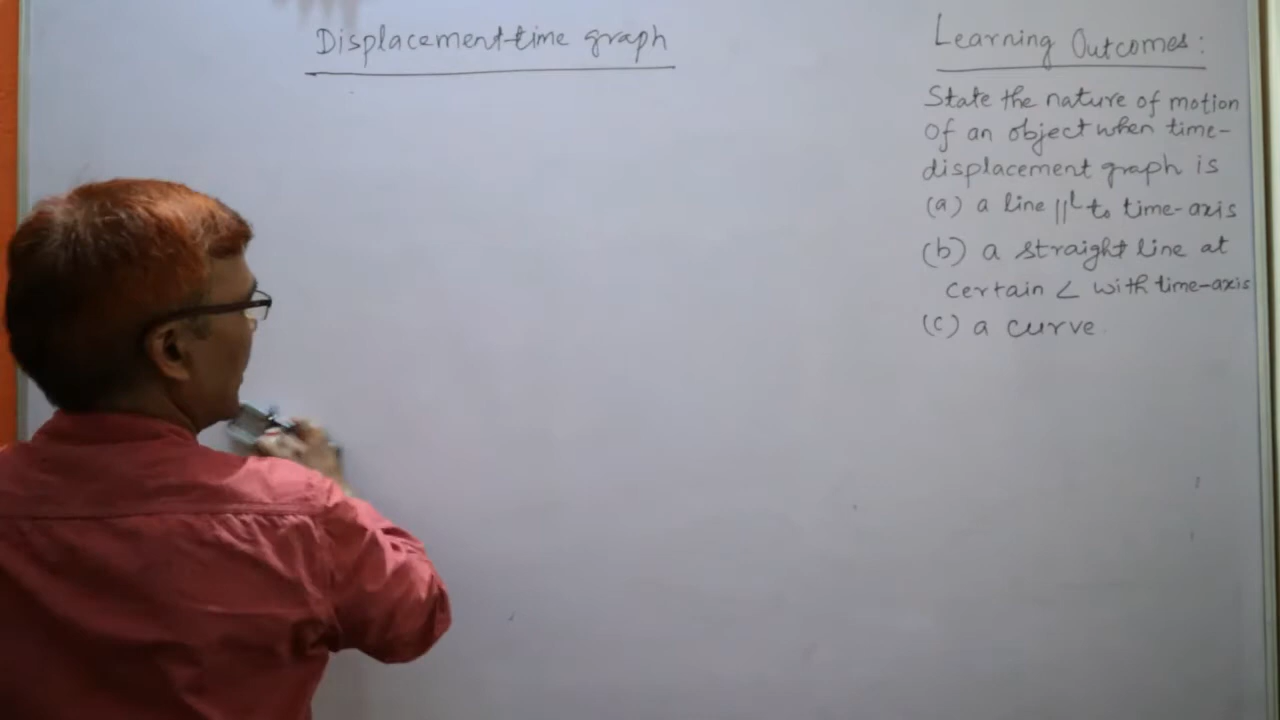 Displacement-time graph
Learning Outcomes:
State the nature of motion
of an object when time-
displacement graph is
(a) a line ||l to time-axis
(b) a straight line at
certain ∠ with time-axis
(c) a curve.